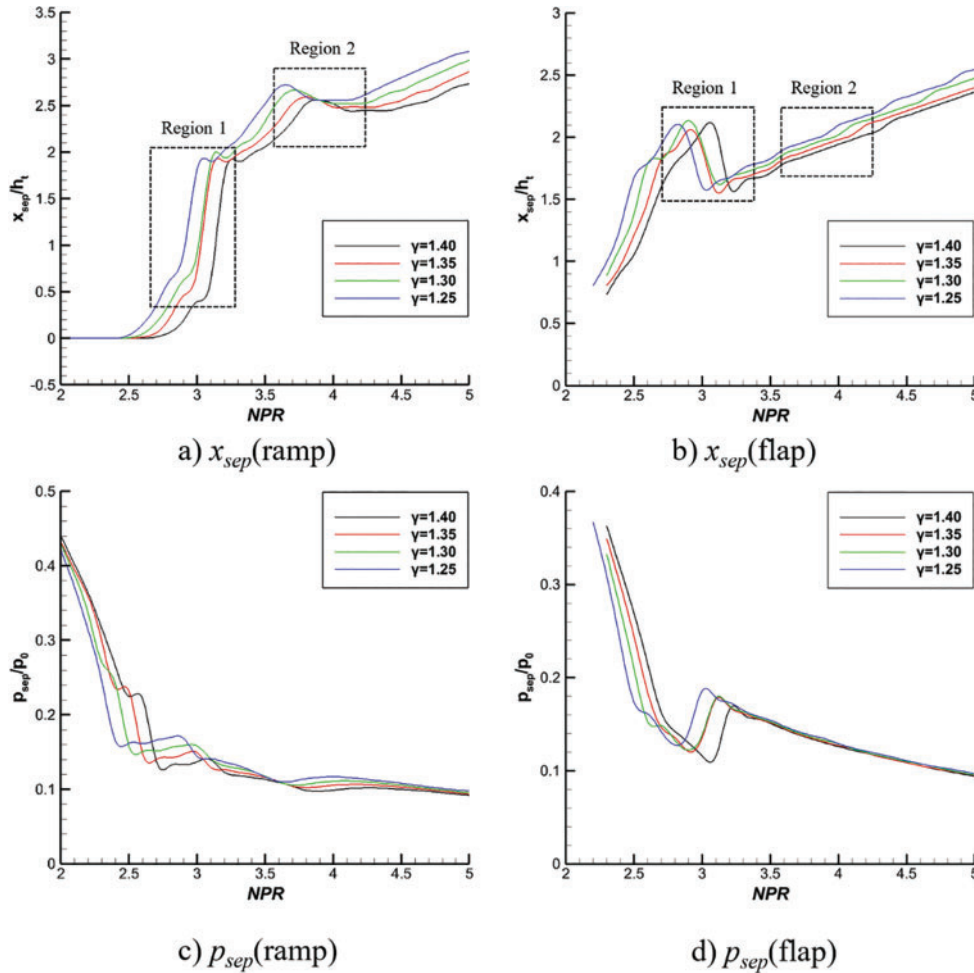 3.5
3
2.5
2
1.5
1
0.5
0
-0.5
x_sep/h_t
Region 1
Region 2
γ=1.40
γ=1.35
γ=1.30
γ=1.25
2 2.5 3 3.5 4 4.5 5
NPR
a) x_sep(ramp)
3
2.5
2
1.5
1
0.5
0
x_sep/h_t
Region 1
Region 2
γ=1.40
γ=1.35
γ=1.30
γ=1.25
2 2.5 3 3.5 4 4.5 5
NPR
b) x_sep(flap)
0.5
0.4
0.3
0.2
0.1
0
p_sep/p_0
γ=1.40
γ=1.35
γ=1.30
γ=1.25
2 2.5 3 3.5 4 4.5 5
NPR
c) p_sep(ramp)
0.4
0.3
0.2
0.1
0
p_sep/p_0
γ=1.40
γ=1.35
γ=1.30
γ=1.25
2 2.5 3 3.5 4 4.5 5
NPR
d) p_sep(flap)